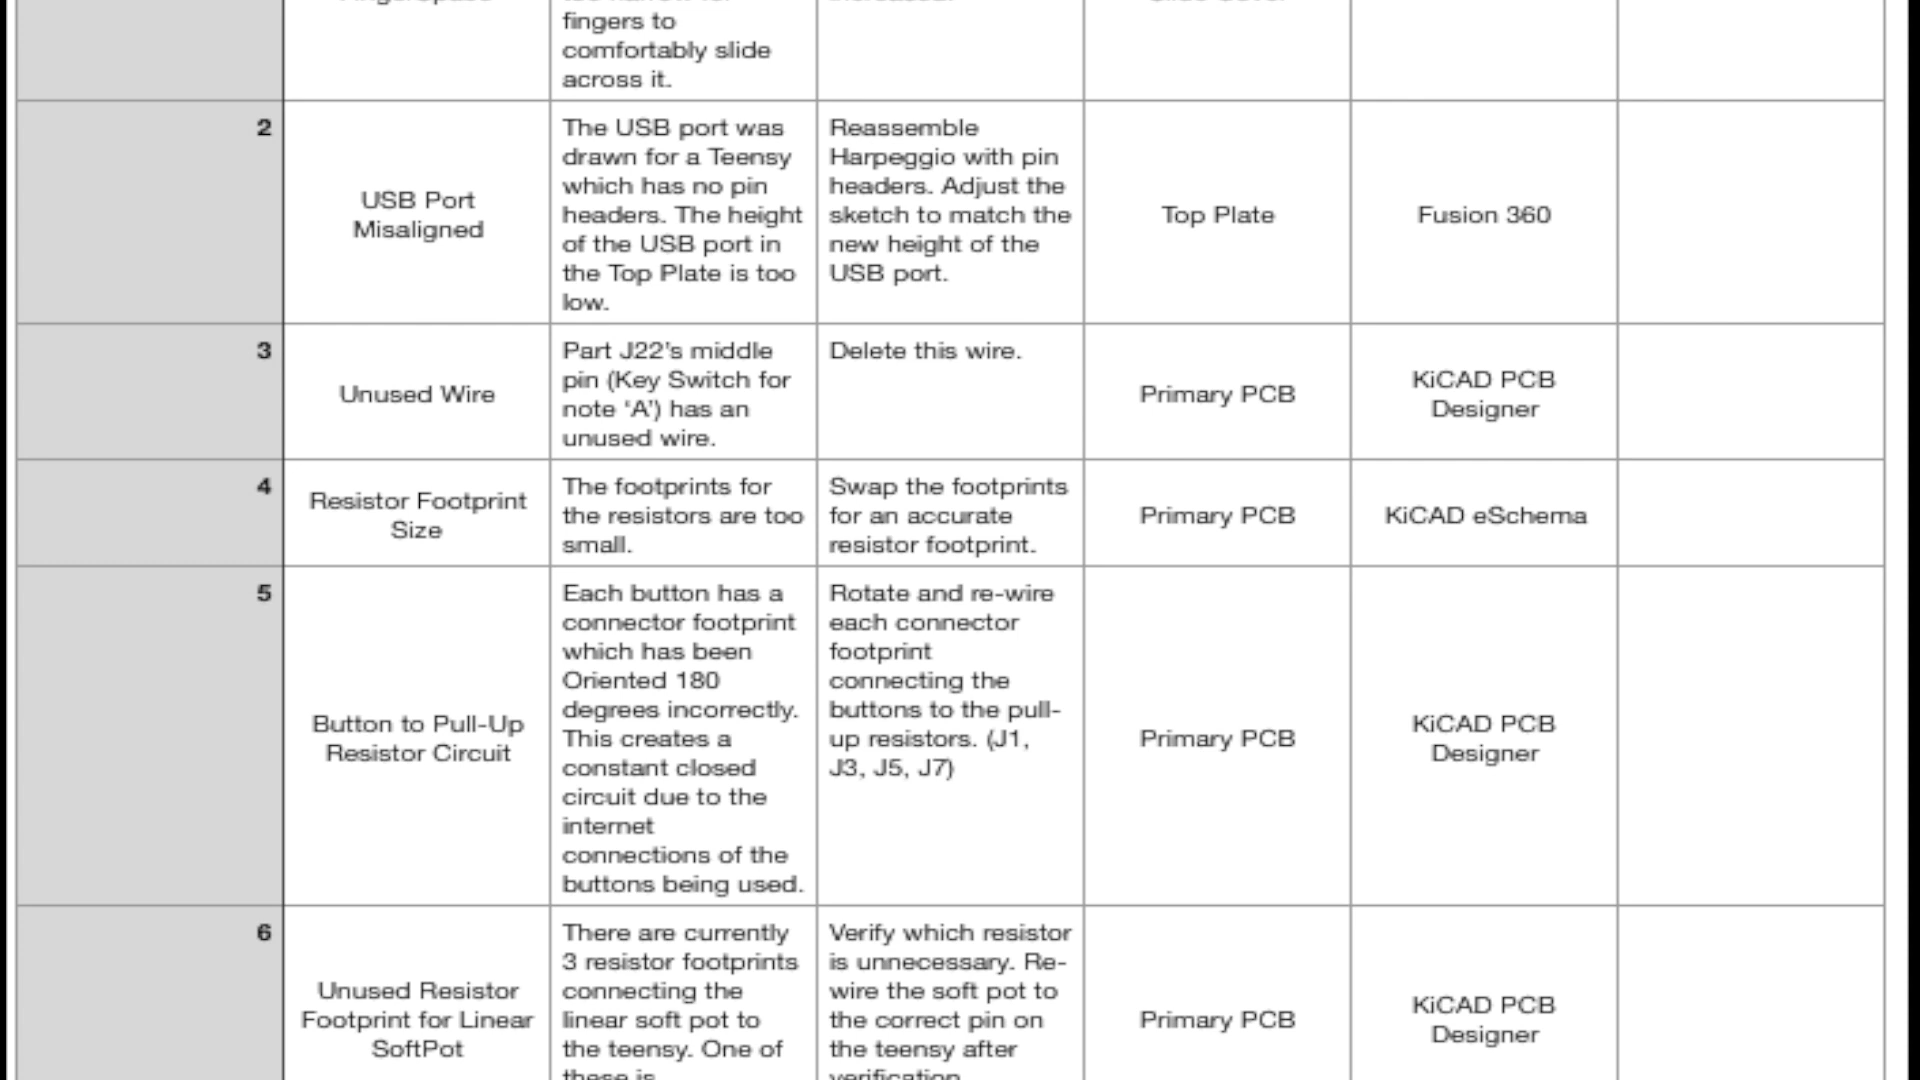 fingers to
comfortably slide
across it.
2
USB Port
Misaligned
The USB port was
drawn for a Teensy
which has no pin
headers. The height
of the USB port in
the Top Plate is too
low.
Reassemble
Harpeggio with pin
headers. Adjust the
sketch to match the
new height of the
USB port.
Top Plate
Fusion 360
3
Unused Wire
Part J22’s middle
pin (Key Switch for
note ‘A’) has an
unused wire.
Delete this wire.
Primary PCB
KiCAD PCB
Designer
4
Resistor Footprint
Size
The footprints for
the resistors are too
small.
Swap the footprints
for an accurate
resistor footprint.
Primary PCB
KiCAD eSchema
5
Button to Pull-Up
Resistor Circuit
Each button has a
connector footprint
which has been
Oriented 180
degrees incorrectly.
This creates a
constant closed
circuit due to the
internet
connections of the
buttons being used.
Rotate and re-wire
each connector
footprint
connecting the
buttons to the pull-
up resistors. (J1,
J3, J5, J7)
Primary PCB
KiCAD PCB
Designer
6
Unused Resistor
Footprint for Linear
SoftPot
There are currently
3 resistor footprints
connecting the
linear soft pot to
the teensy. One of
these is
Verify which resistor
is unnecessary. Re-
wire the soft pot to
the correct pin on
the teensy after
verification
Primary PCB
KiCAD PCB
Designer